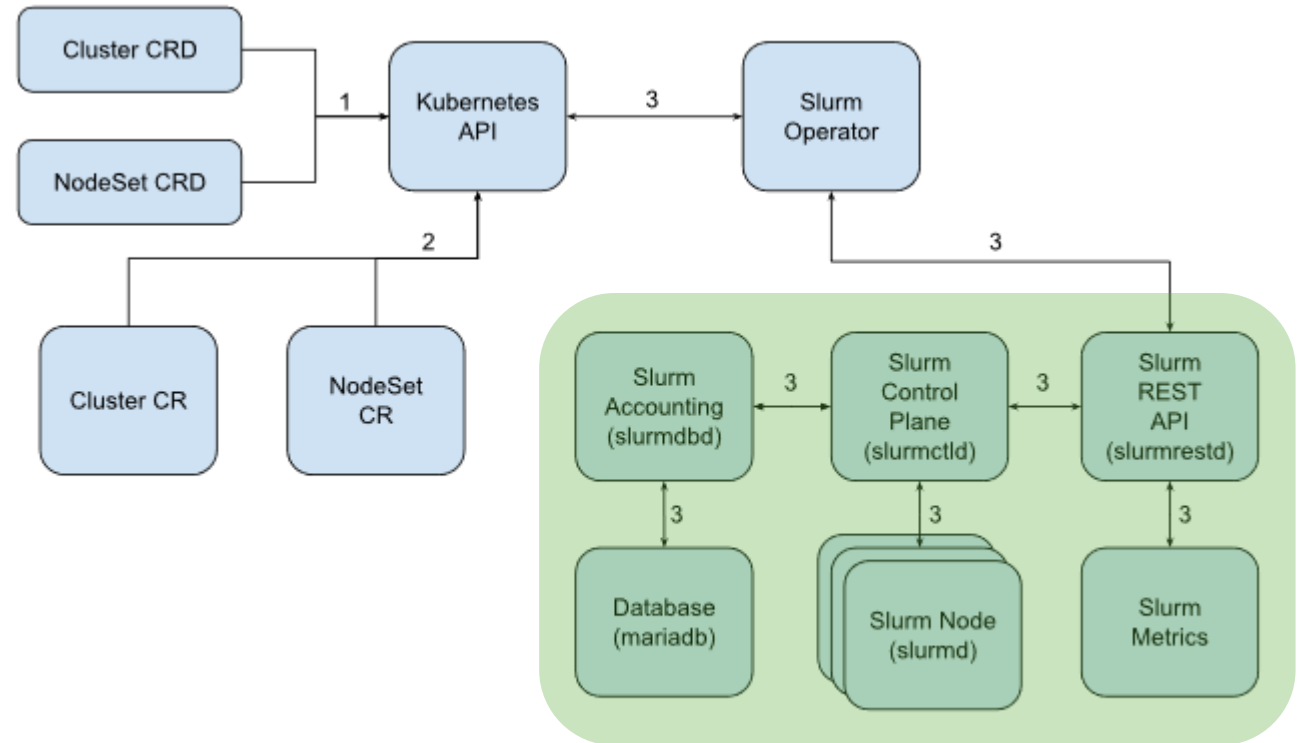 Cluster CRD
NodeSet CRD
1
Kubernetes
API
3
Slurm
Operator
2
3
Cluster CR
NodeSet
CR
Slurm
Accounting
(slurmdbd)
3
Slurm
Control
Plane
(slurmctld)
3
Slurm
REST
API
(slurmrestd)
3
3
3
Database
(mariadb)
Slurm Node
(slurmd)
Slurm
Metrics